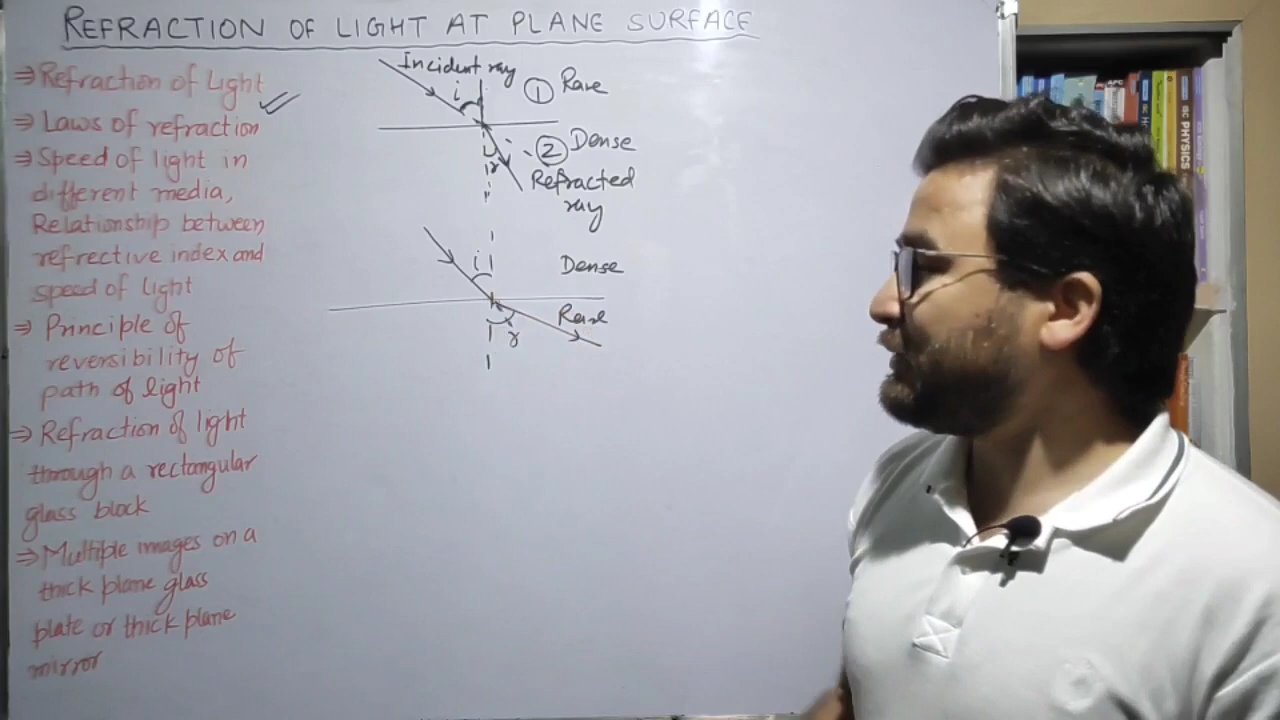 REFRACTION OF LIGHT AT PLANE SURFACE
⇒ Refraction of Light
⇒ Laws of refraction
⇒ Speed of light in
different media,
Relationship between
refrective index and
speed of light
⇒ Principle of
reversibility of
path of light
⇒ Refraction of light
through a rectangular
glass block
⇒ Multiple images on a
thick plane glass
plate or thick plane
mirror
Incident ray
i
① Rare
② Dense
r
Refracted
ray
i
Dense
Rare
r
PHYSICS